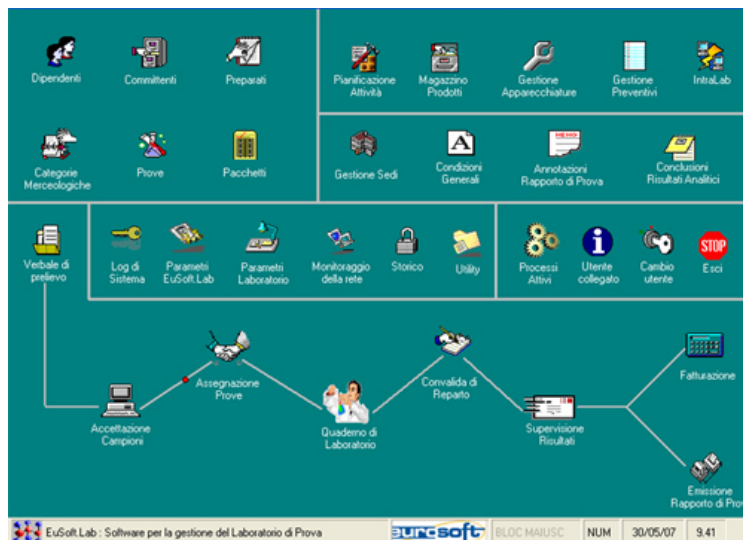 Dipendenti
Committenti
Preparati
Pianificazione
Attività
Magazzino
Prodotti
Gestione
Apparecchiature
Gestione
Preventivi
IntraLab
Categorie
Merceologiche
Prove
Pacchetti
Gestione Sedi
A
Condizioni
Generali
MEMO
Annotazioni
Rapporto di Prova
Conclusioni
Risultati Analitici
Verbale di
prelievo
Log di
Sistema
Parametri
EuSoft.Lab
Parametri
Laboratorio
Monitoraggio
della rete
Storico
Utility
Processi
Attivi
i
Utente
collegato
Cambio
utente
STOP
Esci
Accettazione
Campioni
Assegnazione
Prove
Quaderno di
Laboratorio
Convalida di
Reparto
Supervisione
Risultati
Fatturazione
Emissione
Rapporto di Prov
EuSoft.Lab : Software per la gestione del Laboratorio di Prova
eurosoft
BLOC MAIUSC
NUM
30/05/07
9.41